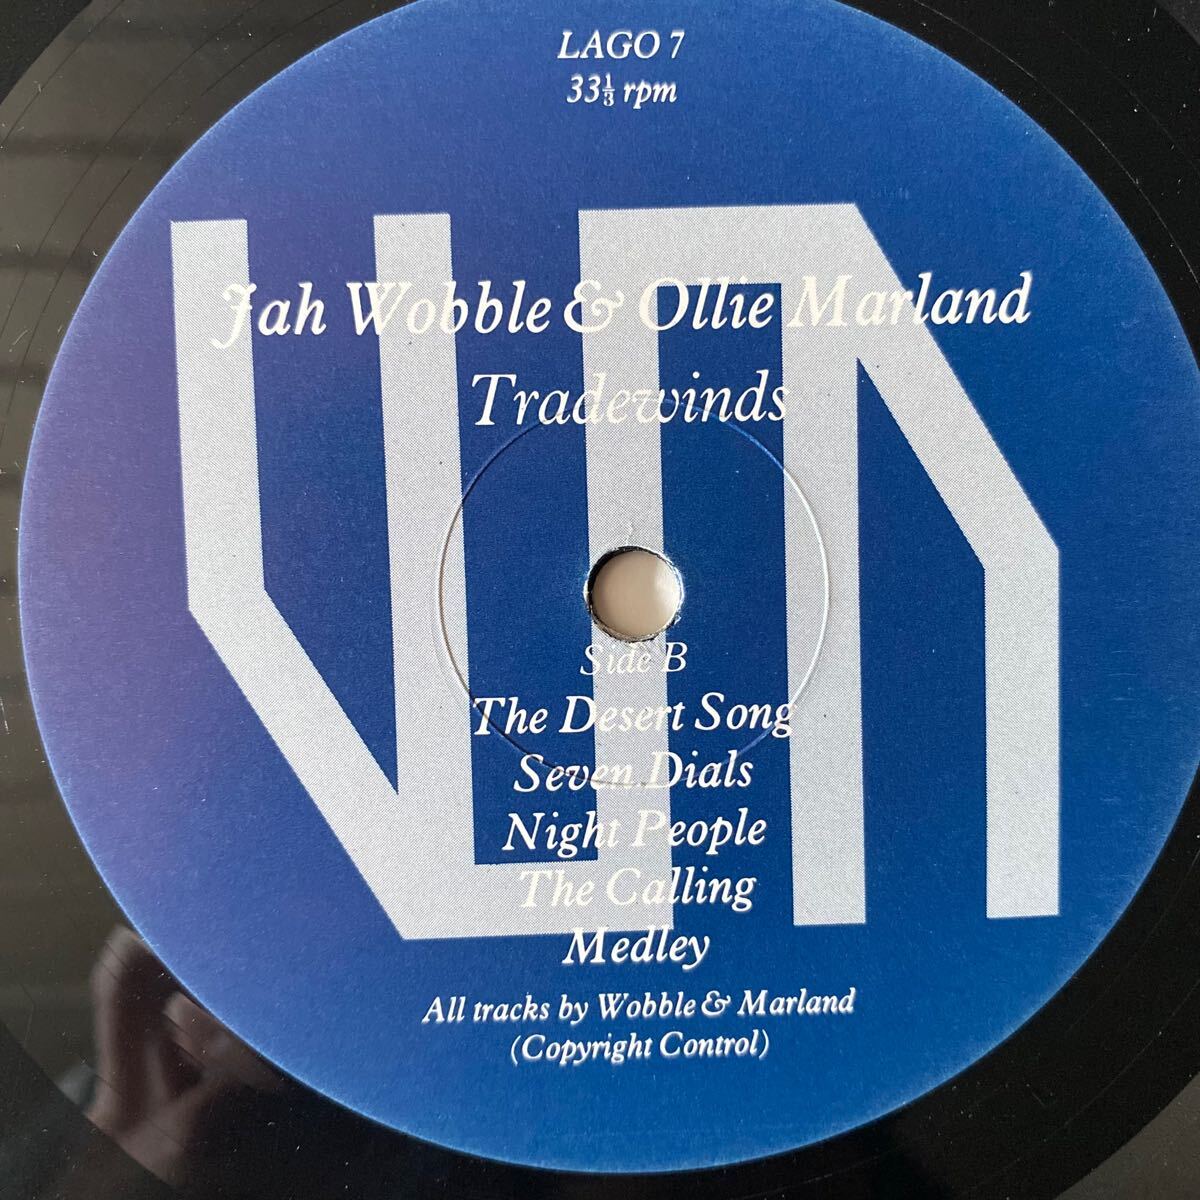 LAGO 7
33⅓ rpm
Jah Wobble & Ollie Marland
Tradewinds
Side B
The Desert Song
Seven Dials
Night People
The Calling
Medley
All tracks by Wobble & Marland
(Copyright Control)